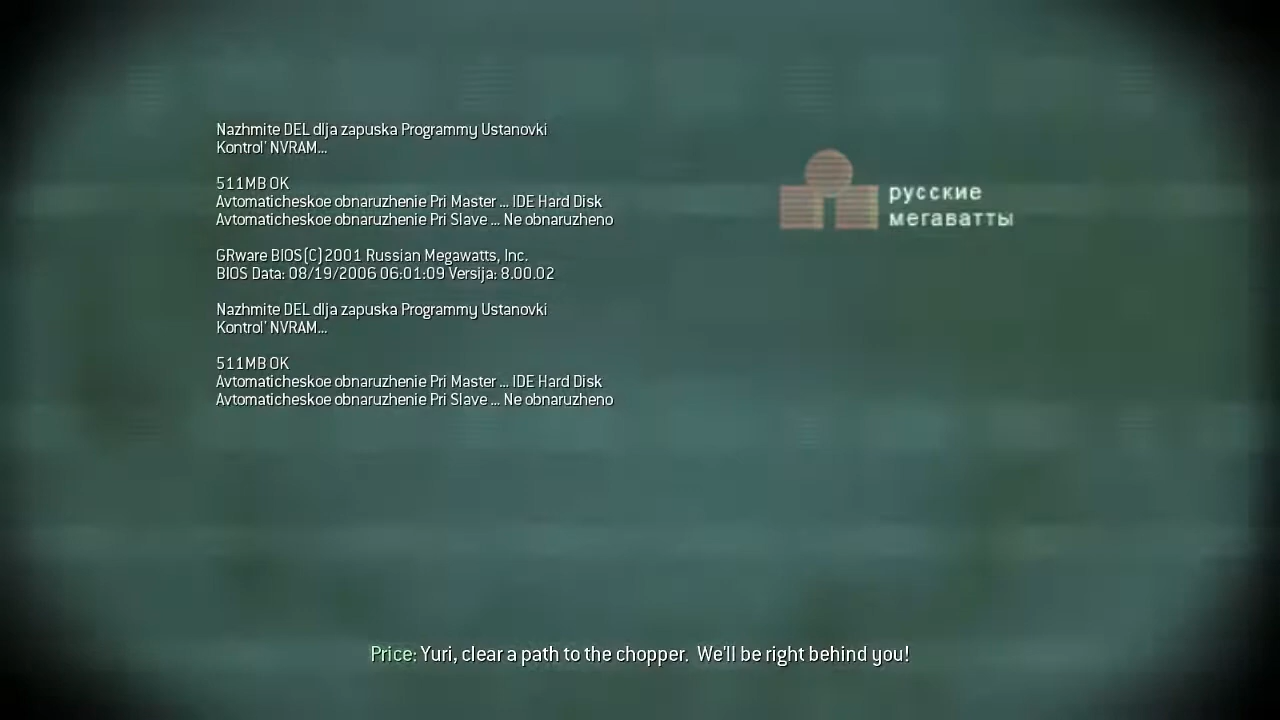 Nazhmite DEL dlja zapuska Programmy Ustanovki
Kontrol' NVRAM...
511MB OK
Avtomaticheskoe obnaruzhenie Pri Master ... IDE Hard Disk
Avtomaticheskoe obnaruzhenie Pri Slave ... Ne obnaruzheno
GRware BIOS(C)2001 Russian Megawatts, Inc.
BIOS Data: 08/19/2006 06:01:09 Versija: 8.00.02
Nazhmite DEL dlja zapuska Programmy Ustanovki
Kontrol' NVRAM...
511MB OK
Avtomaticheskoe obnaruzhenie Pri Master ... IDE Hard Disk
Avtomaticheskoe obnaruzhenie Pri Slave ... Ne obnaruzheno
русские
мегаватты
Price: Yuri, clear a path to the chopper. We'll be right behind you!